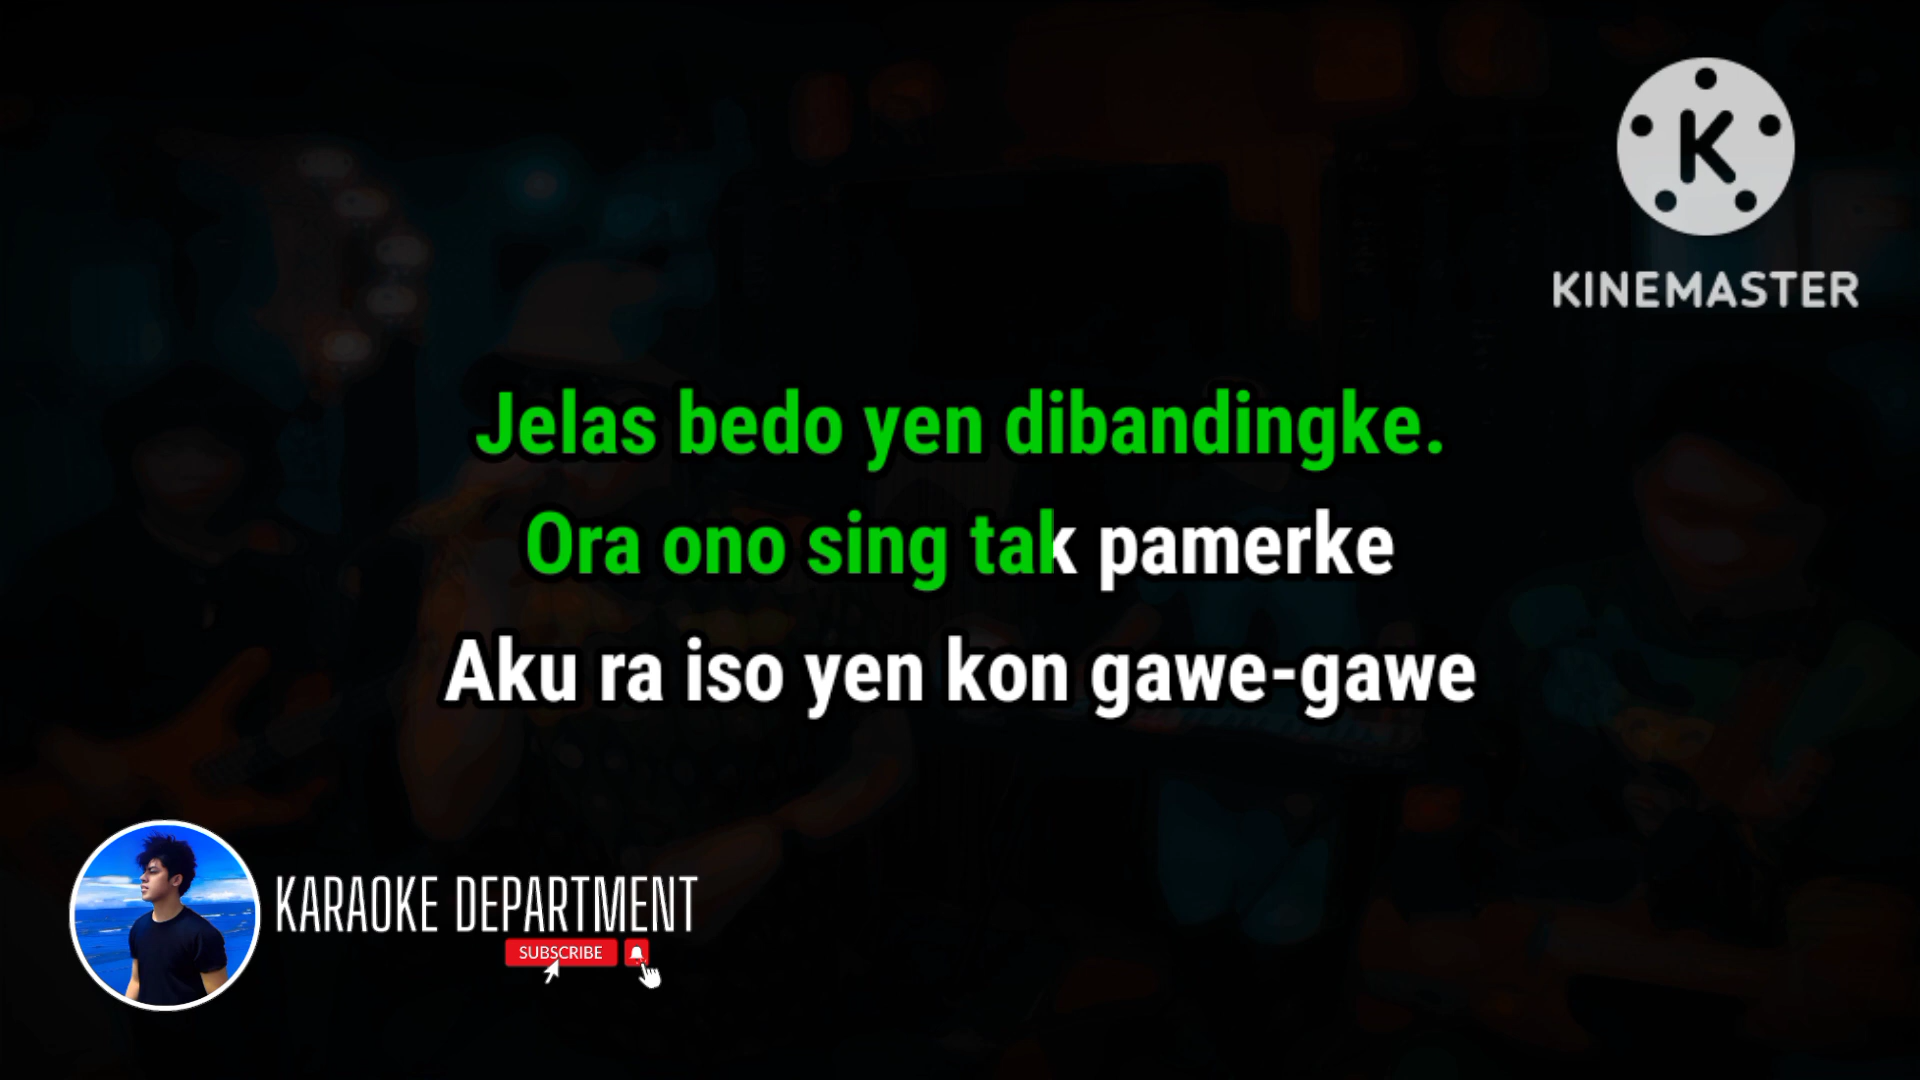 K
KINEMASTER
Jelas bedo yen dibandingke.
Ora ono sing tak pamerke
Aku ra iso yen kon gawe-gawe
KARAOKE DEPARTMENT
SUBSCRIBE